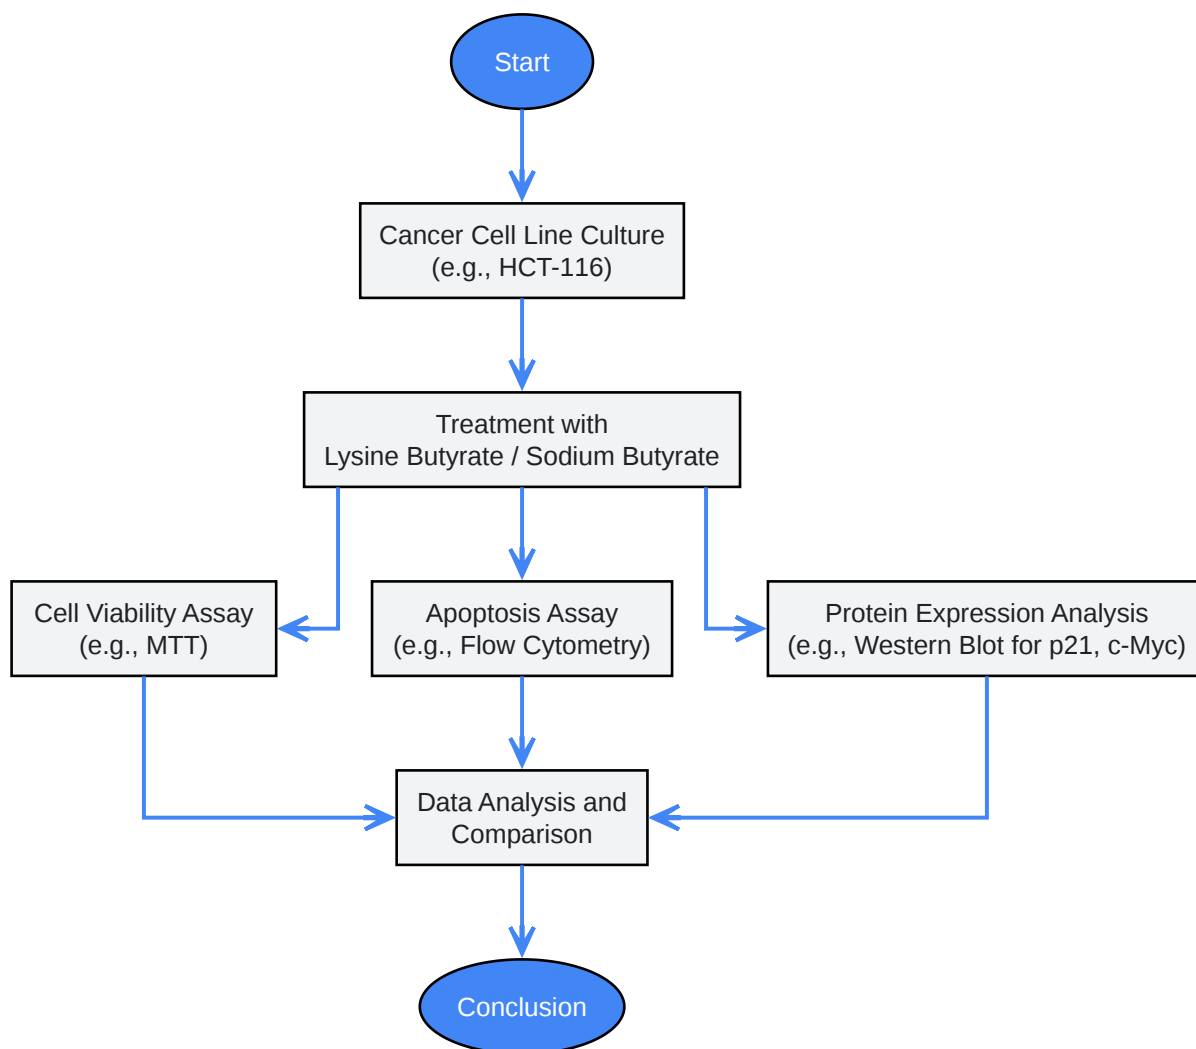 Start
Cancer Cell Line Culture
(e.g., HCT-116)
Treatment with
Lysine Butyrate / Sodium Butyrate
Cell Viability Assay
(e.g., MTT)
Apoptosis Assay
(e.g., Flow Cytometry)
Protein Expression Analysis
(e.g., Western Blot for p21, c-Myc)
Data Analysis and
Comparison
Conclusion